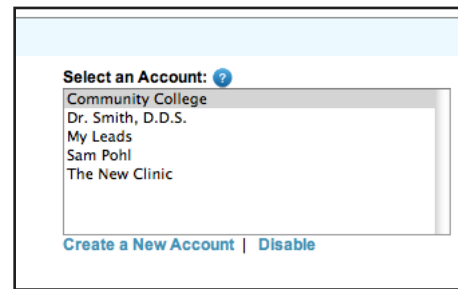 Select an Account: ?
Community College
Dr. Smith, D.D.S.
My Leads
Sam Pohl
The New Clinic
Create a New Account | Disable